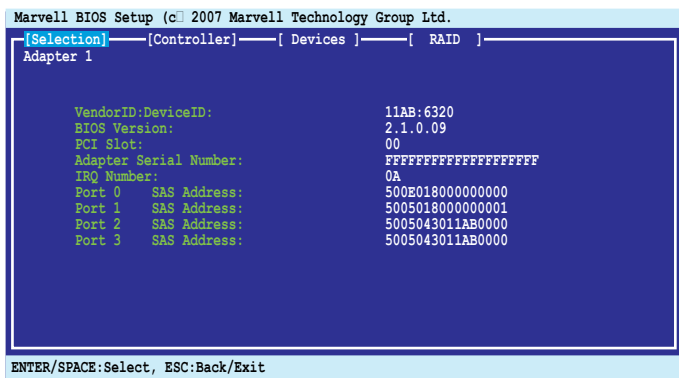 Marvell BIOS Setup (c□ 2007 Marvell Technology Group Ltd.
[Selection] [Controller] [ Devices ] [ RAID ]
Adapter 1
VendorID:DeviceID: 11AB:6320
BIOS Version: 2.1.0.09
PCI Slot: 00
Adapter Serial Number: FFFFFFFFFFFFFFFFFFFF
IRQ Number: 0A
Port 0 SAS Address: 500E018000000000
Port 1 SAS Address: 5005018000000001
Port 2 SAS Address: 5005043011AB0000
Port 3 SAS Address: 5005043011AB0000
ENTER/SPACE:Select, ESC:Back/Exit